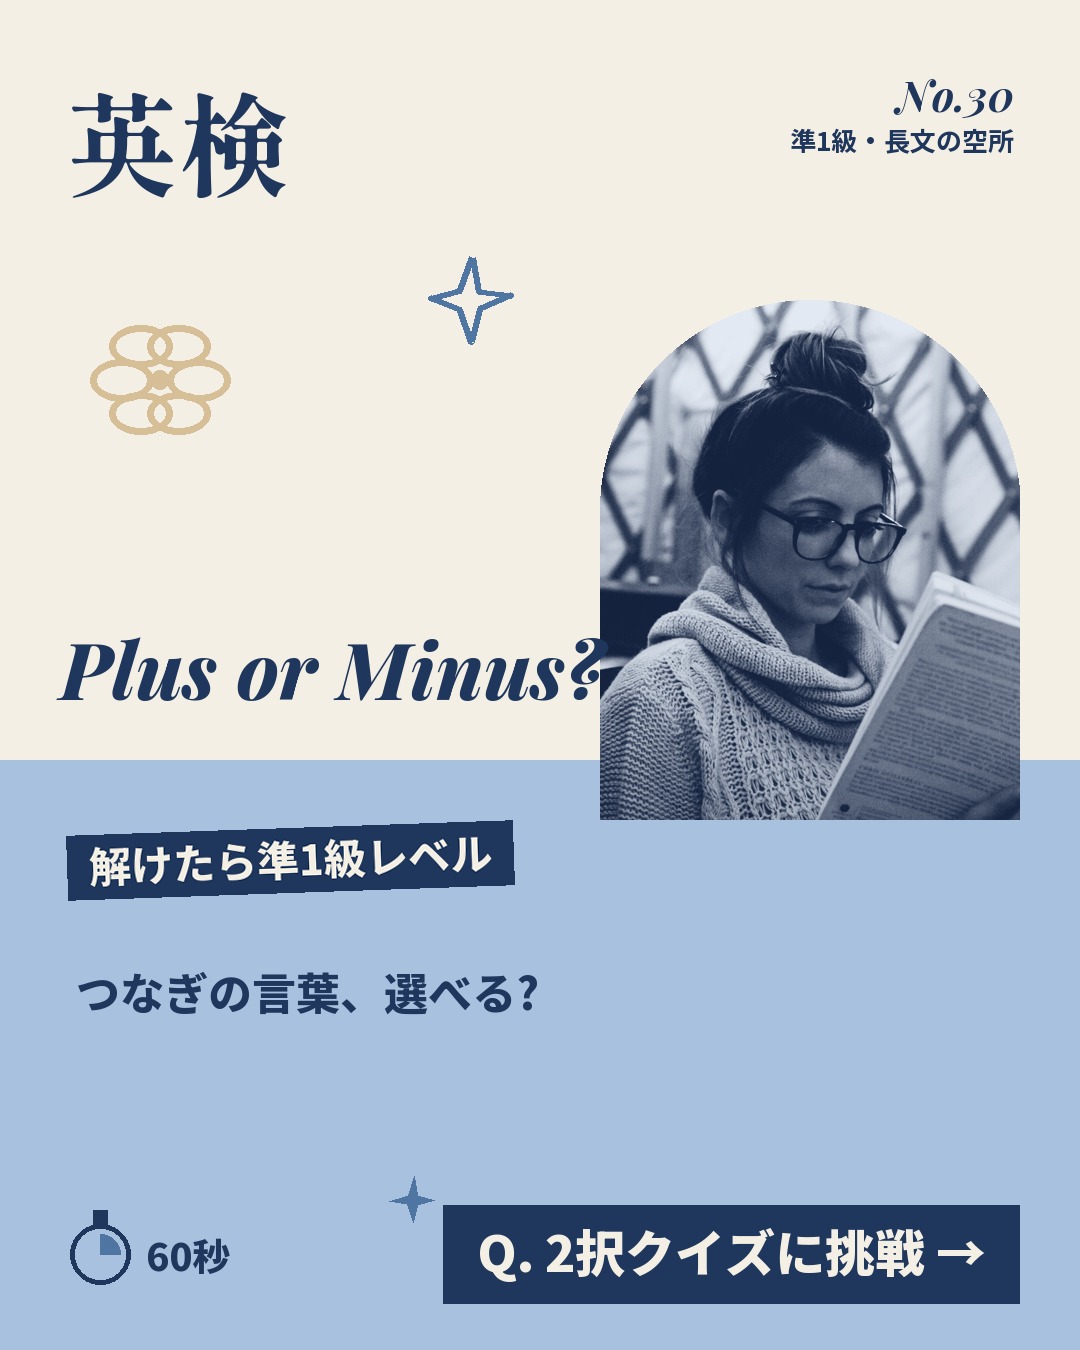 英検
No.30
準1級・長文の空所
Plus or Minus?
解けたら準1級レベル
つなぎの言葉、選べる?
60秒
Q. 2択クイズに挑戦 →